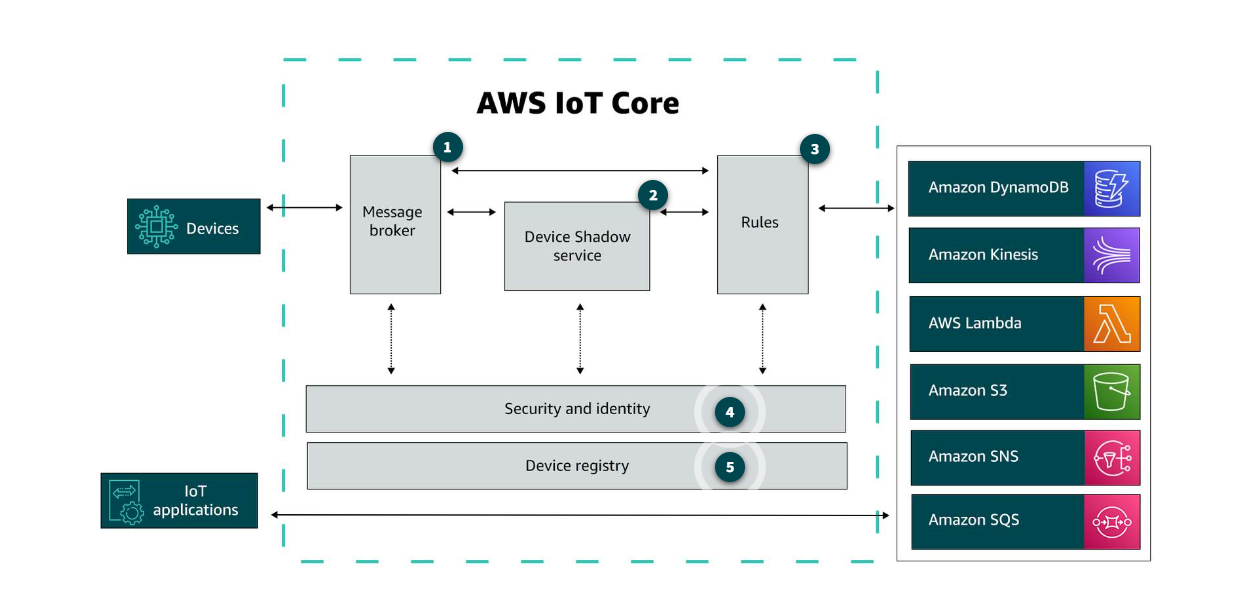 AWS IoT Core
1
3
2
Message
broker
Device Shadow
service
Rules
Devices
Security and identity
4
Device registry
5
IoT
applications
Amazon DynamoDB
Amazon Kinesis
AWS Lambda
Amazon S3
Amazon SNS
Amazon SQS